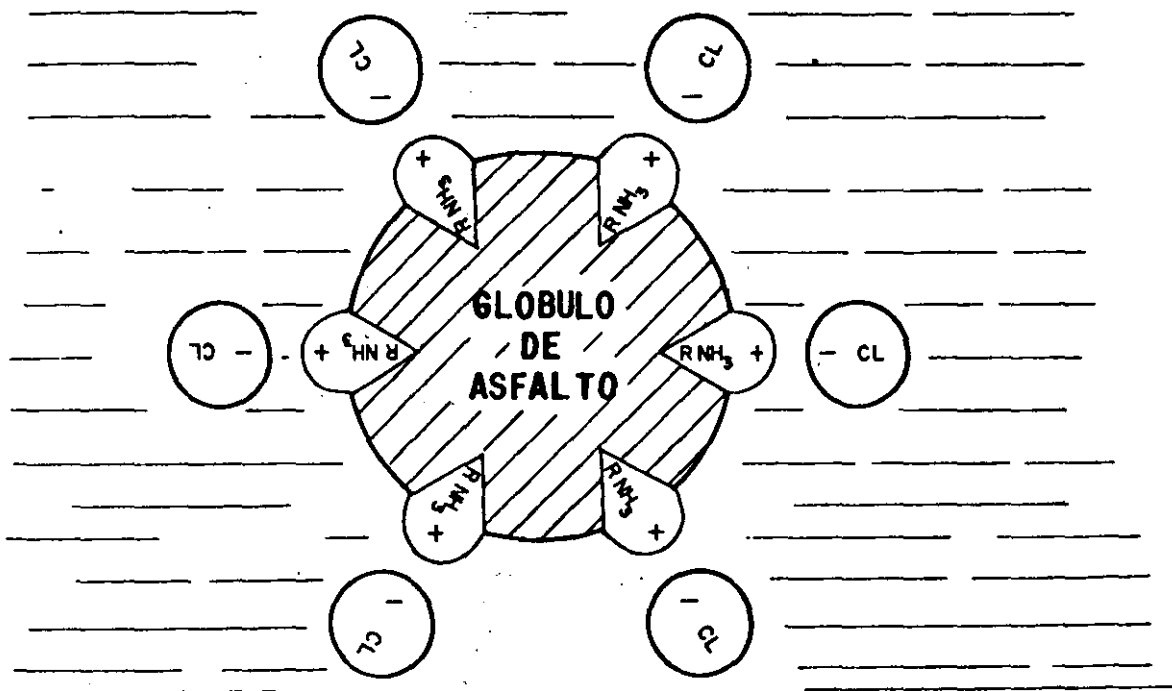 CL
−
CL
−
+
RNH3
+
RNH3
GLOBULO
DE
ASFALTO
CL −
+ RNH3
RNH3 +
− CL
RNH3
+
RNH3
+
−
CL
−
CL